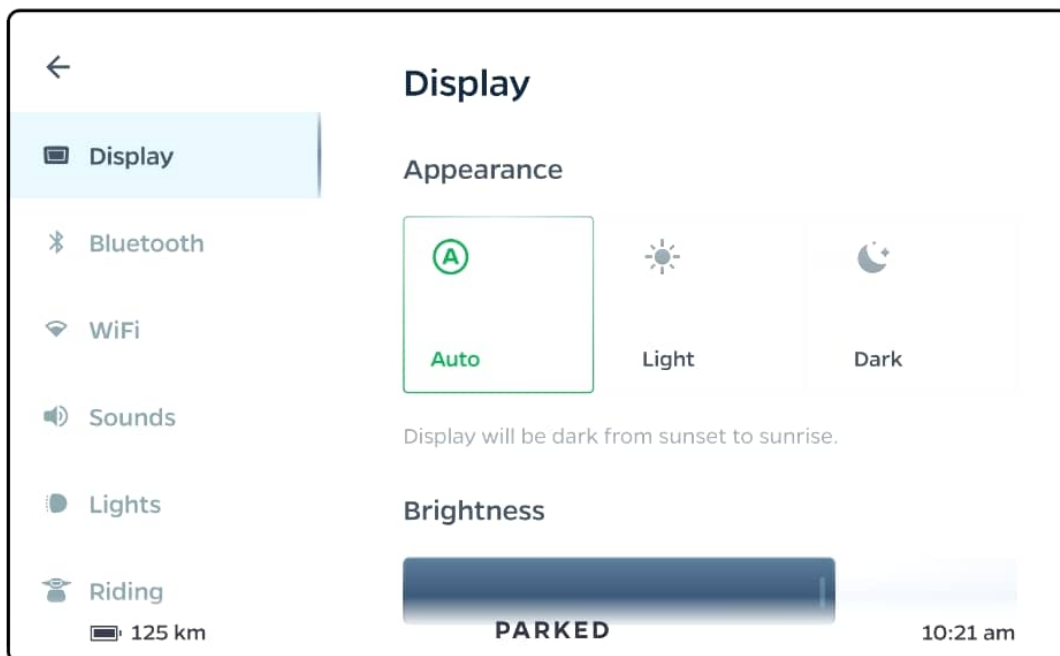 Display
Bluetooth
WiFi
Sounds
Lights
Riding
Display
Appearance
A
Auto
Light
Dark
Display will be dark from sunset to sunrise.
Brightness
125 km
PARKED
10:21 am